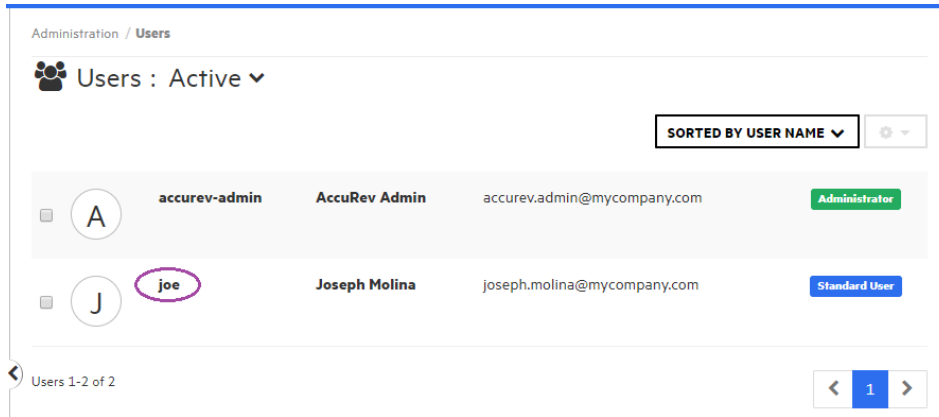 Administration / Users
Users : Active
SORTED BY USER NAME
A accurev-admin AccuRev Admin accurev.admin@mycompany.com Administrator
J joe Joseph Molina joseph.molina@mycompany.com Standard User
Users 1-2 of 2
1